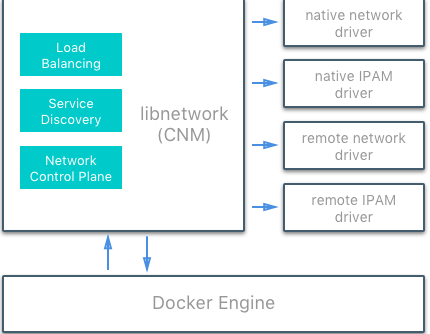 Load
Balancing
Service
Discovery
Network
Control Plane
libnetwork
(CNM)
native network
driver
native IPAM
driver
remote network
driver
remote IPAM
driver
Docker Engine